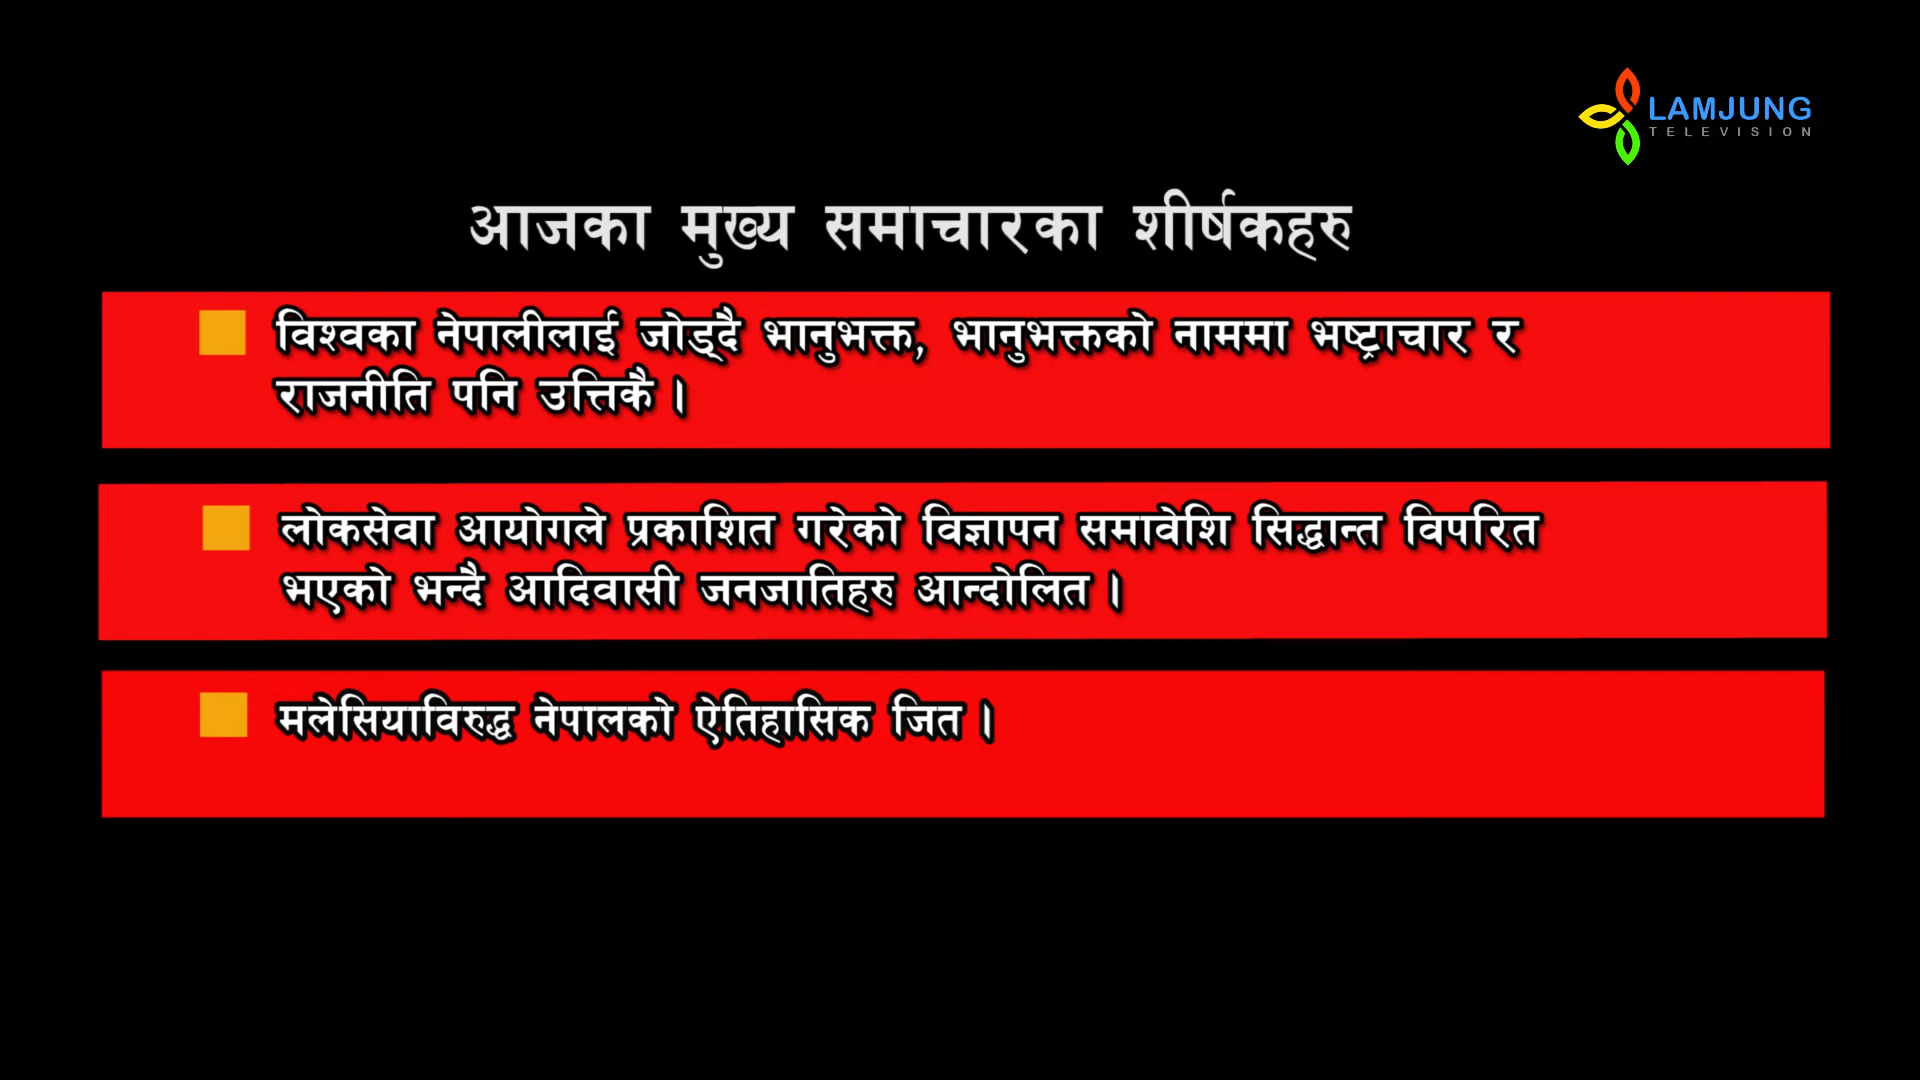 LAMJUNG
TELEVISION
आजका मुख्य समाचारका शीर्षकहरु
विश्वका नेपालीलाई जोड्दै भानुभक्त, भानुभक्तको नाममा भष्ट्राचार र
राजनीति पनि उत्तिकै ।
लोकसेवा आयोगले प्रकाशित गरेको विज्ञापन समावेशि सिद्धान्त विपरित
भएको भन्दै आदिवासी जनजातिहरु आन्दोलित ।
मलेसियाविरुद्ध नेपालको ऐतिहासिक जित ।